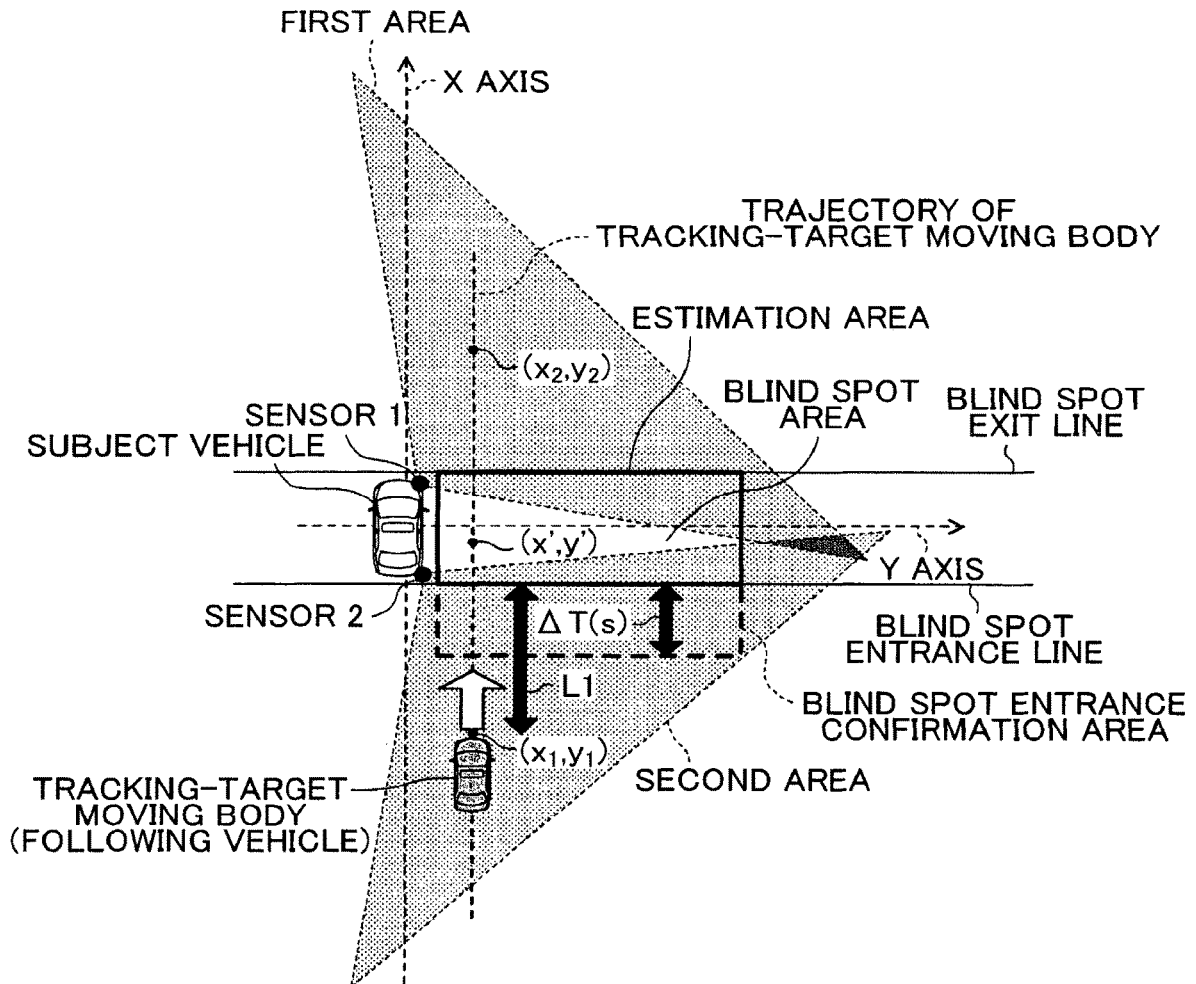 FIRST AREA
X AXIS
TRAJECTORY OF
TRACKING-TARGET MOVING BODY
ESTIMATION AREA
(x₂,y₂)
BLIND SPOT
AREA
BLIND SPOT
EXIT LINE
SENSOR 1
SUBJECT VEHICLE
(x',y')
Y AXIS
SENSOR 2
ΔT(s)
BLIND SPOT
ENTRANCE LINE
L1
BLIND SPOT ENTRANCE
CONFIRMATION AREA
(x₁,y₁)
SECOND AREA
TRACKING-TARGET
MOVING BODY
(FOLLOWING VEHICLE)